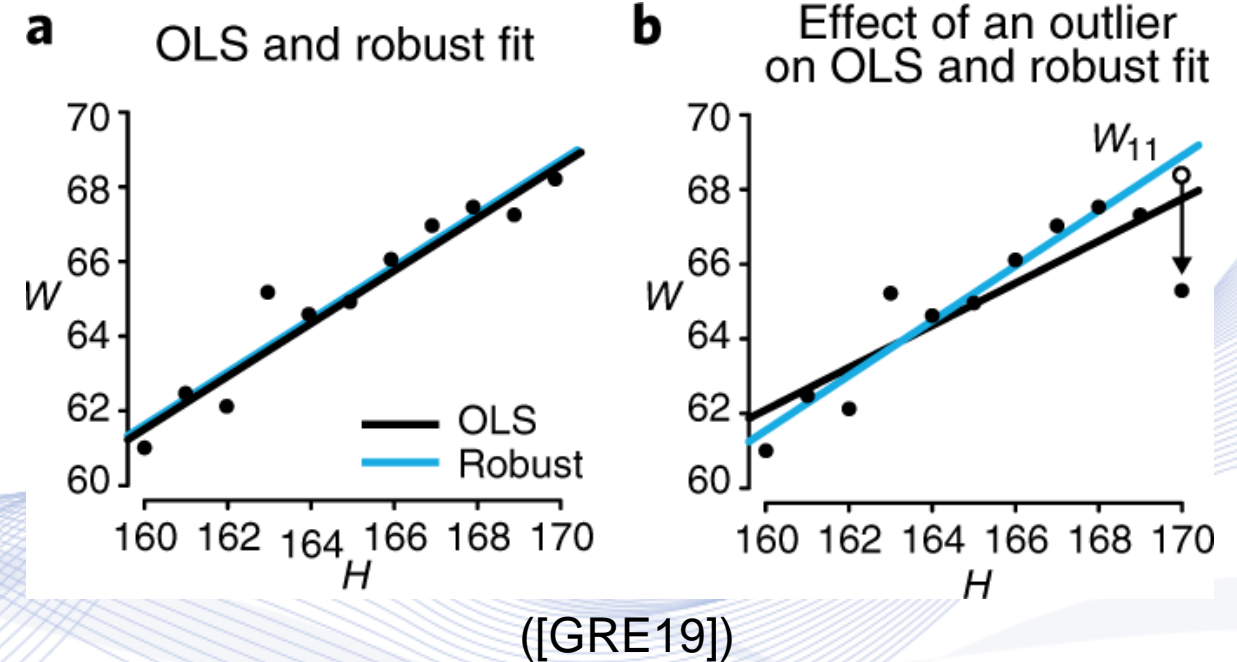 a
OLS and robust fit
70
68
66
W
64
62
60
OLS
Robust
160 162 164 166 168 170
H
b
Effect of an outlier
on OLS and robust fit
70
W11
68
66
W
64
62
60
160 162 164 166 168 170
H
([GRE19])